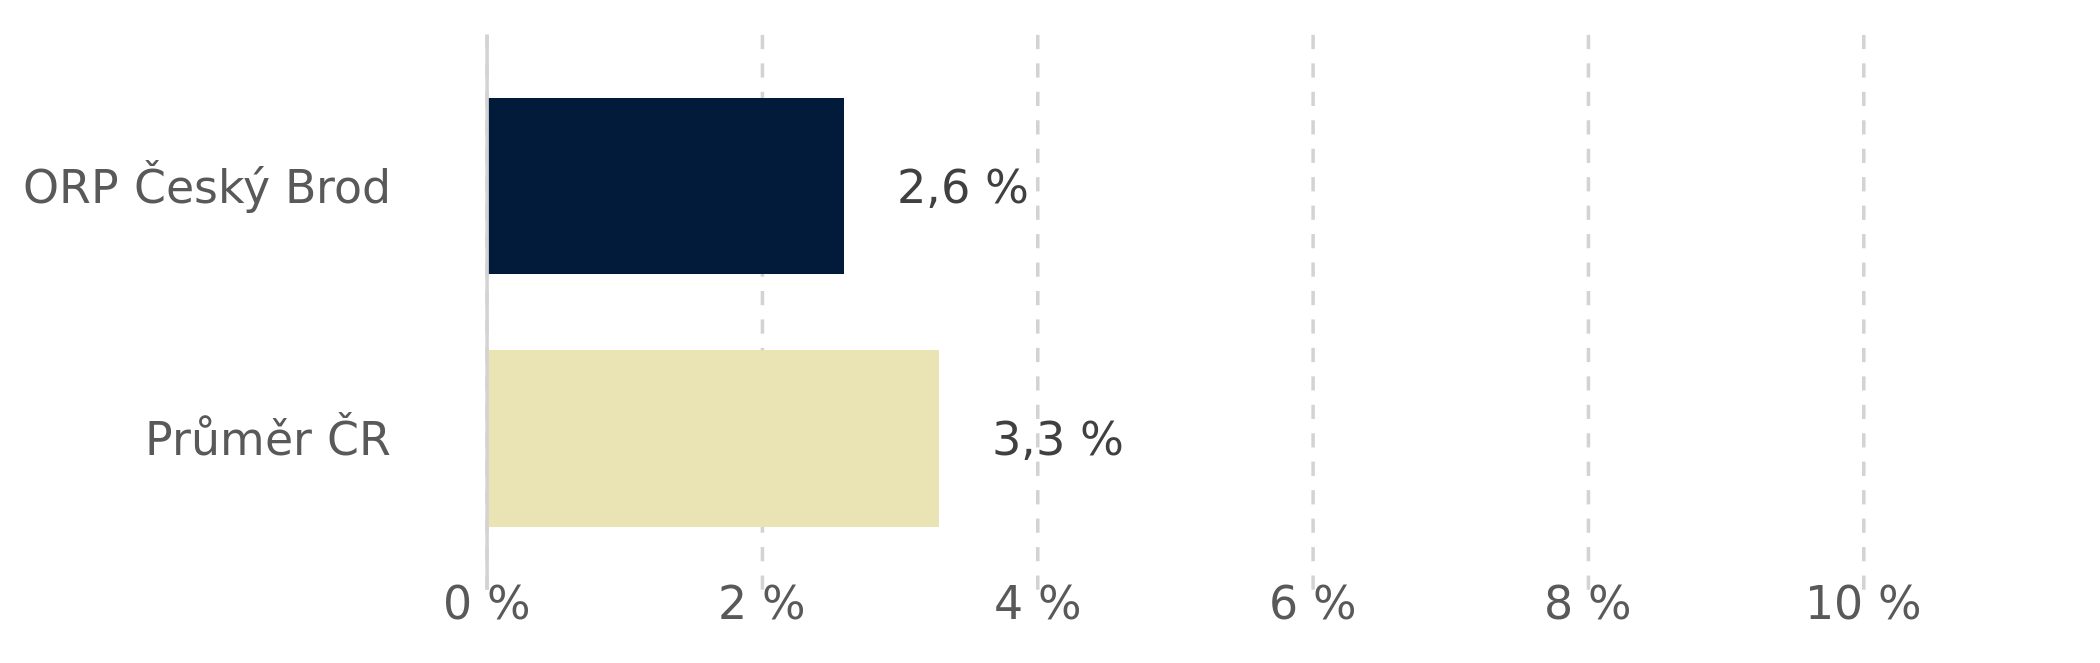 ORP Český Brod
2,6 %
Průměr ČR
3,3 %
0 % 2 % 4 % 6 % 8 % 10 %